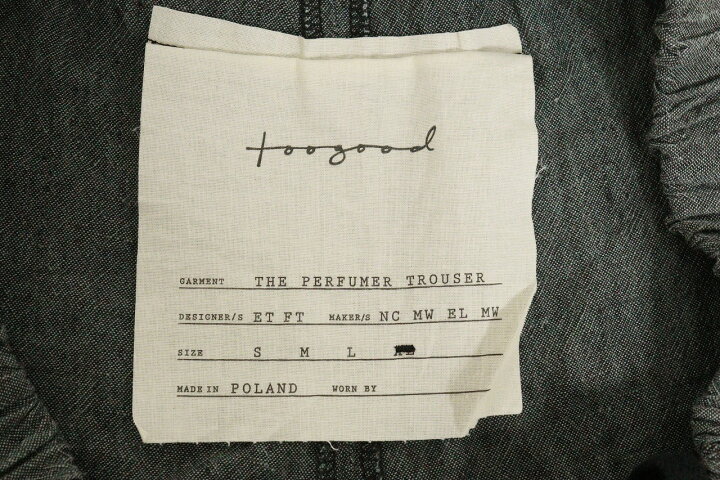 toogood
GARMENT THE PERFUMER TROUSER
DESIGNER/S ET FT MAKER/S NC MW EL MW
SIZE S M L XL
MADE IN POLAND WORN BY